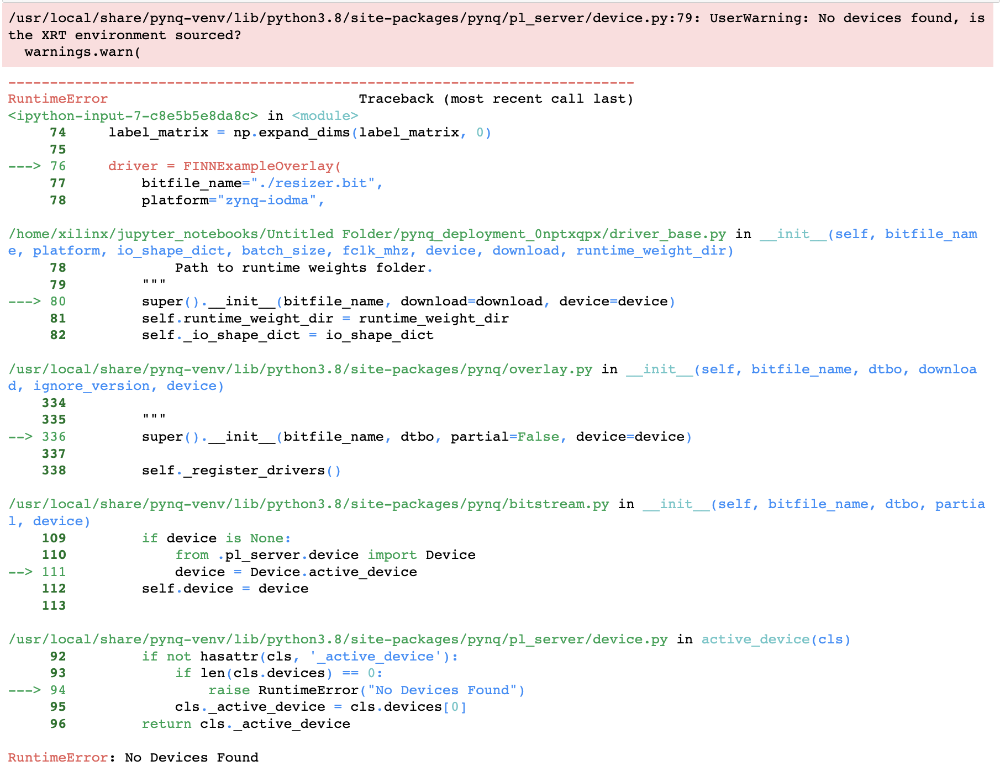 /usr/local/share/pynq-venv/lib/python3.8/site-packages/pynq/pl_server/device.py:79: UserWarning: No devices found, is
the XRT environment sourced?
  warnings.warn(
---------------------------------------------------------------------------
RuntimeError                              Traceback (most recent call last)
<ipython-input-7-c8e5b5e8da8c> in <module>
     74     label_matrix = np.expand_dims(label_matrix, 0)
     75
---> 76     driver = FINNExampleOverlay(
     77         bitfile_name="./resizer.bit",
     78         platform="zynq-iodma",
/home/xilinx/jupyter_notebooks/Untitled Folder/pynq_deployment_0nptxqpx/driver_base.py in __init__(self, bitfile_nam
e, platform, io_shape_dict, batch_size, fclk_mhz, device, download, runtime_weight_dir)
     78             Path to runtime weights folder.
     79         """
---> 80         super().__init__(bitfile_name, download=download, device=device)
     81         self.runtime_weight_dir = runtime_weight_dir
     82         self._io_shape_dict = io_shape_dict
/usr/local/share/pynq-venv/lib/python3.8/site-packages/pynq/overlay.py in __init__(self, bitfile_name, dtbo, downloa
d, ignore_version, device)
    334
    335         """
--> 336         super().__init__(bitfile_name, dtbo, partial=False, device=device)
    337
    338         self._register_drivers()
/usr/local/share/pynq-venv/lib/python3.8/site-packages/pynq/bitstream.py in __init__(self, bitfile_name, dtbo, partia
l, device)
    109         if device is None:
    110             from .pl_server.device import Device
--> 111             device = Device.active_device
    112         self.device = device
    113
/usr/local/share/pynq-venv/lib/python3.8/site-packages/pynq/pl_server/device.py in active_device(cls)
     92         if not hasattr(cls, '_active_device'):
     93             if len(cls.devices) == 0:
---> 94                 raise RuntimeError("No Devices Found")
     95             cls._active_device = cls.devices[0]
     96         return cls._active_device
RuntimeError: No Devices Found